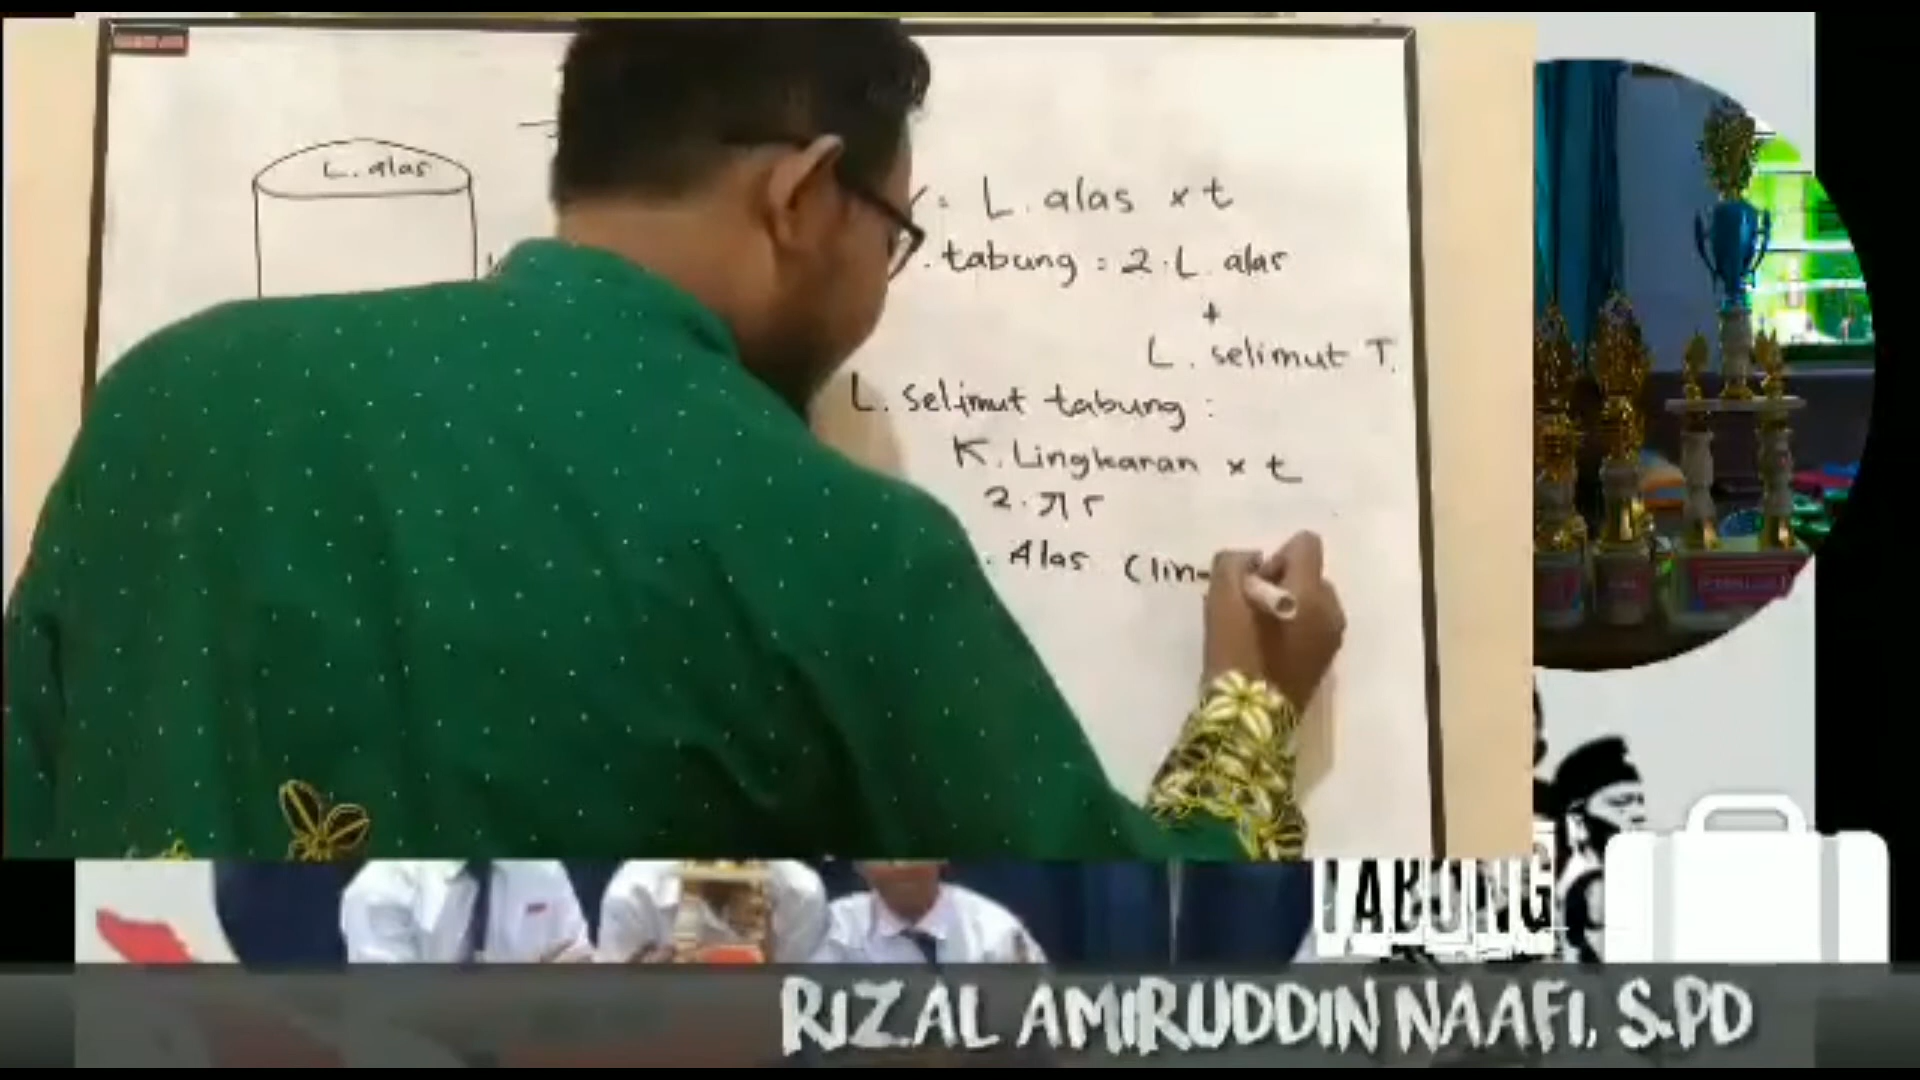 L. alas
V = L. alas x t
. tabung = 2. L. alas
+
L. selimut T.
L. selimut tabung :
K. Lingkaran x t
2. π r
. Alas (lin
TABUNG
RIZAL AMIRUDDIN NAAFI, S.PD